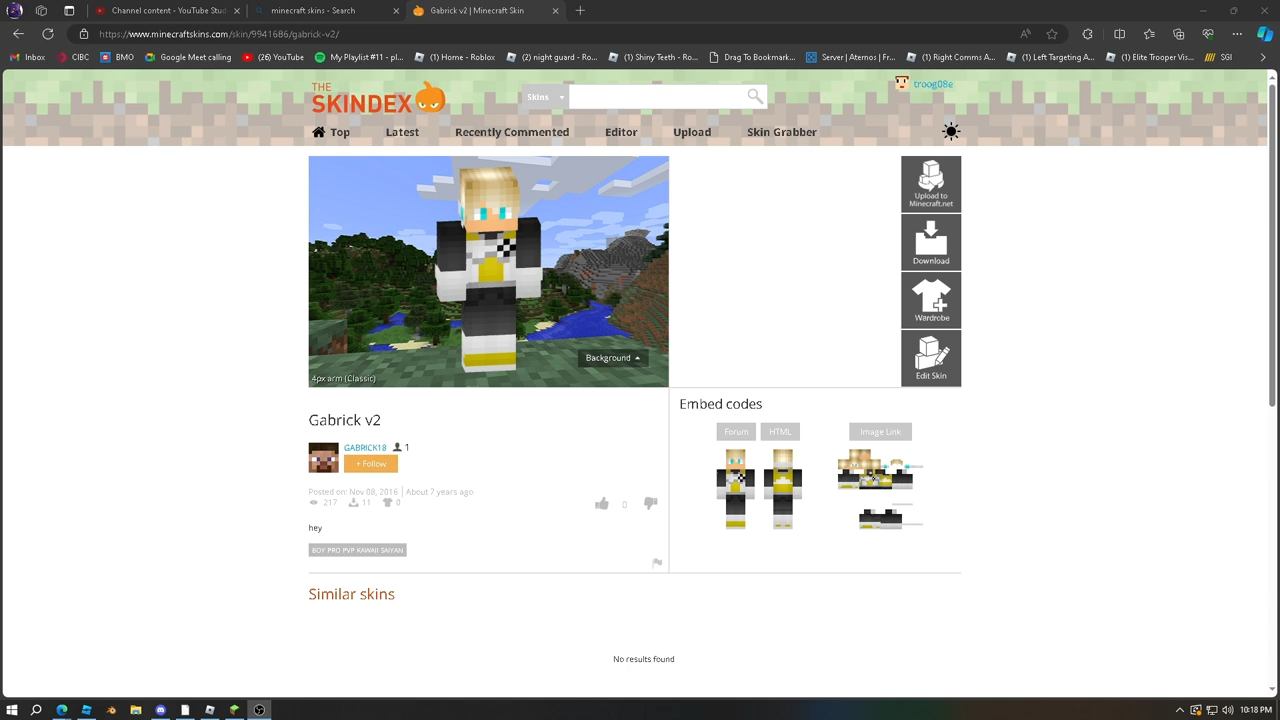 Channel content - YouTube Stud
minecraft skins - Search
Gabrick v2 | Minecraft Skin
https://www.minecraftskins.com/skin/9941686/gabrick-v2/
Inbox
CIBC
BMO
Google Meet calling
(26) YouTube
My Playlist #11 - pl...
(1) Home - Roblox
(2) night guard - Ro...
(1) Shiny Teeth - Ro...
Drag To Bookmark...
Server | Aternos | Fr...
(1) Right Comms A...
(1) Left Targeting A...
(1) Elite Trooper Vis...
SGI
THE
SKINDEX
Skins
troog08e
Top
Latest
Recently Commented
Editor
Upload
Skin Grabber
Background
4px arm (Classic)
Upload to
Minecraft.net
Download
Wardrobe
Edit Skin
Gabrick v2
GABRICK18 1
+ Follow
Posted on: Nov 08, 2016 | About 7 years ago
217 11 0
0
hey
BOY PRO PVP KAWAII SAIYAN
Embed codes
Forum
HTML
Image Link
Similar skins
No results found
10:18 PM